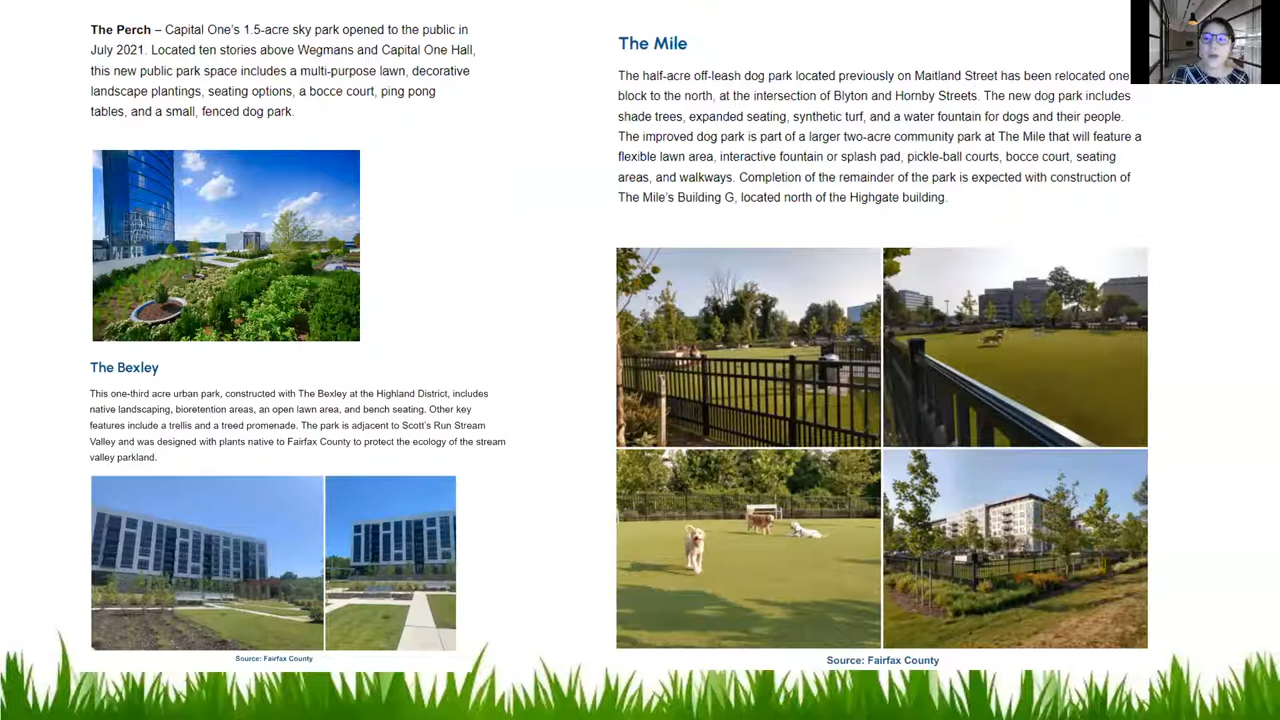 The Perch – Capital One's 1.5-acre sky park opened to the public in
July 2021. Located ten stories above Wegmans and Capital One Hall,
this new public park space includes a multi-purpose lawn, decorative
landscape plantings, seating options, a bocce court, ping pong
tables, and a small, fenced dog park.
The Bexley
This one-third acre urban park, constructed with The Bexley at the Highland District, includes
native landscaping, bioretention areas, an open lawn area, and bench seating. Other key
features include a trellis and a treed promenade. The park is adjacent to Scott's Run Stream
Valley and was designed with plants native to Fairfax County to protect the ecology of the stream
valley parkland.
Source: Fairfax County
The Mile
The half-acre off-leash dog park located previously on Maitland Street has been relocated one
block to the north, at the intersection of Blyton and Hornby Streets. The new dog park includes
shade trees, expanded seating, synthetic turf, and a water fountain for dogs and their people.
The improved dog park is part of a larger two-acre community park at The Mile that will feature a
flexible lawn area, interactive fountain or splash pad, pickle-ball courts, bocce court, seating
areas, and walkways. Completion of the remainder of the park is expected with construction of
The Mile's Building G, located north of the Highgate building.
Source: Fairfax County